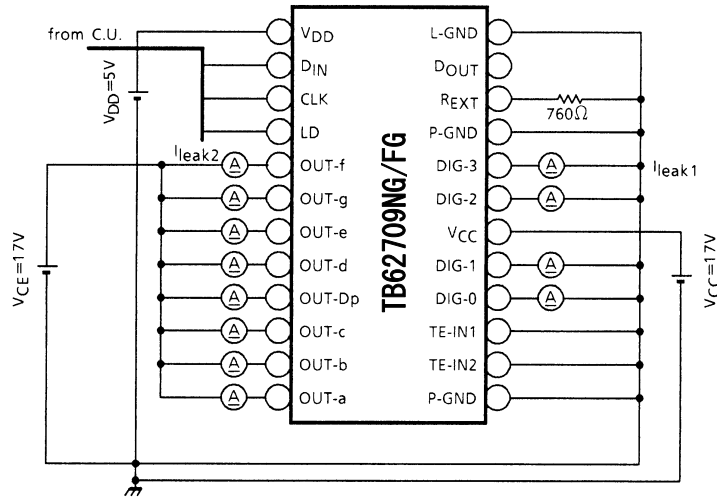 from C.U.
VDD L-GND
DIN DOUT
CLK REXT
760Ω
LD P-GND
VDD=5V
Ileak2
OUT-f DIG-3
Ileak1
OUT-g DIG-2
OUT-e VCC
OUT-d DIG-1
OUT-Dp DIG-0
OUT-c TE-IN1
OUT-b TE-IN2
OUT-a P-GND
TB62709NG/FG
VCE=17V
VCC=17V
A
A
A
A
A
A
A
A
A
A
A
A